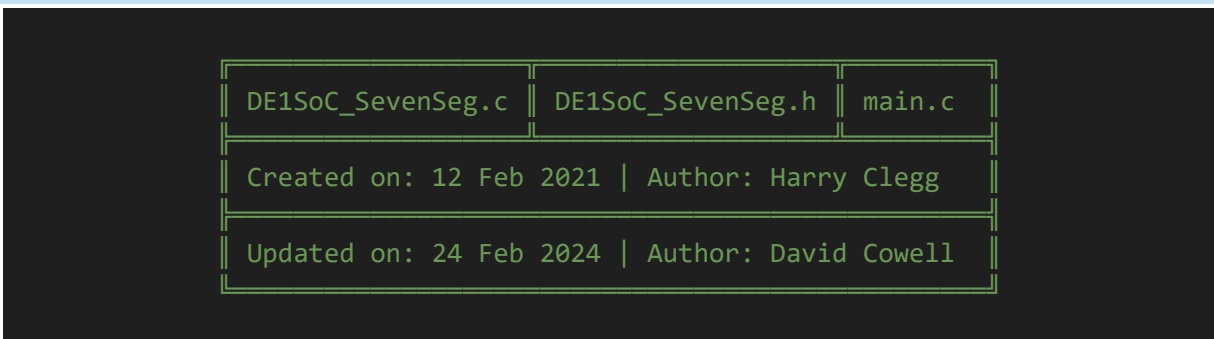 DE1SoC_SevenSeg.c ║ DE1SoC_SevenSeg.h ║ main.c
Created on: 12 Feb 2021 | Author: Harry Clegg
Updated on: 24 Feb 2024 | Author: David Cowell